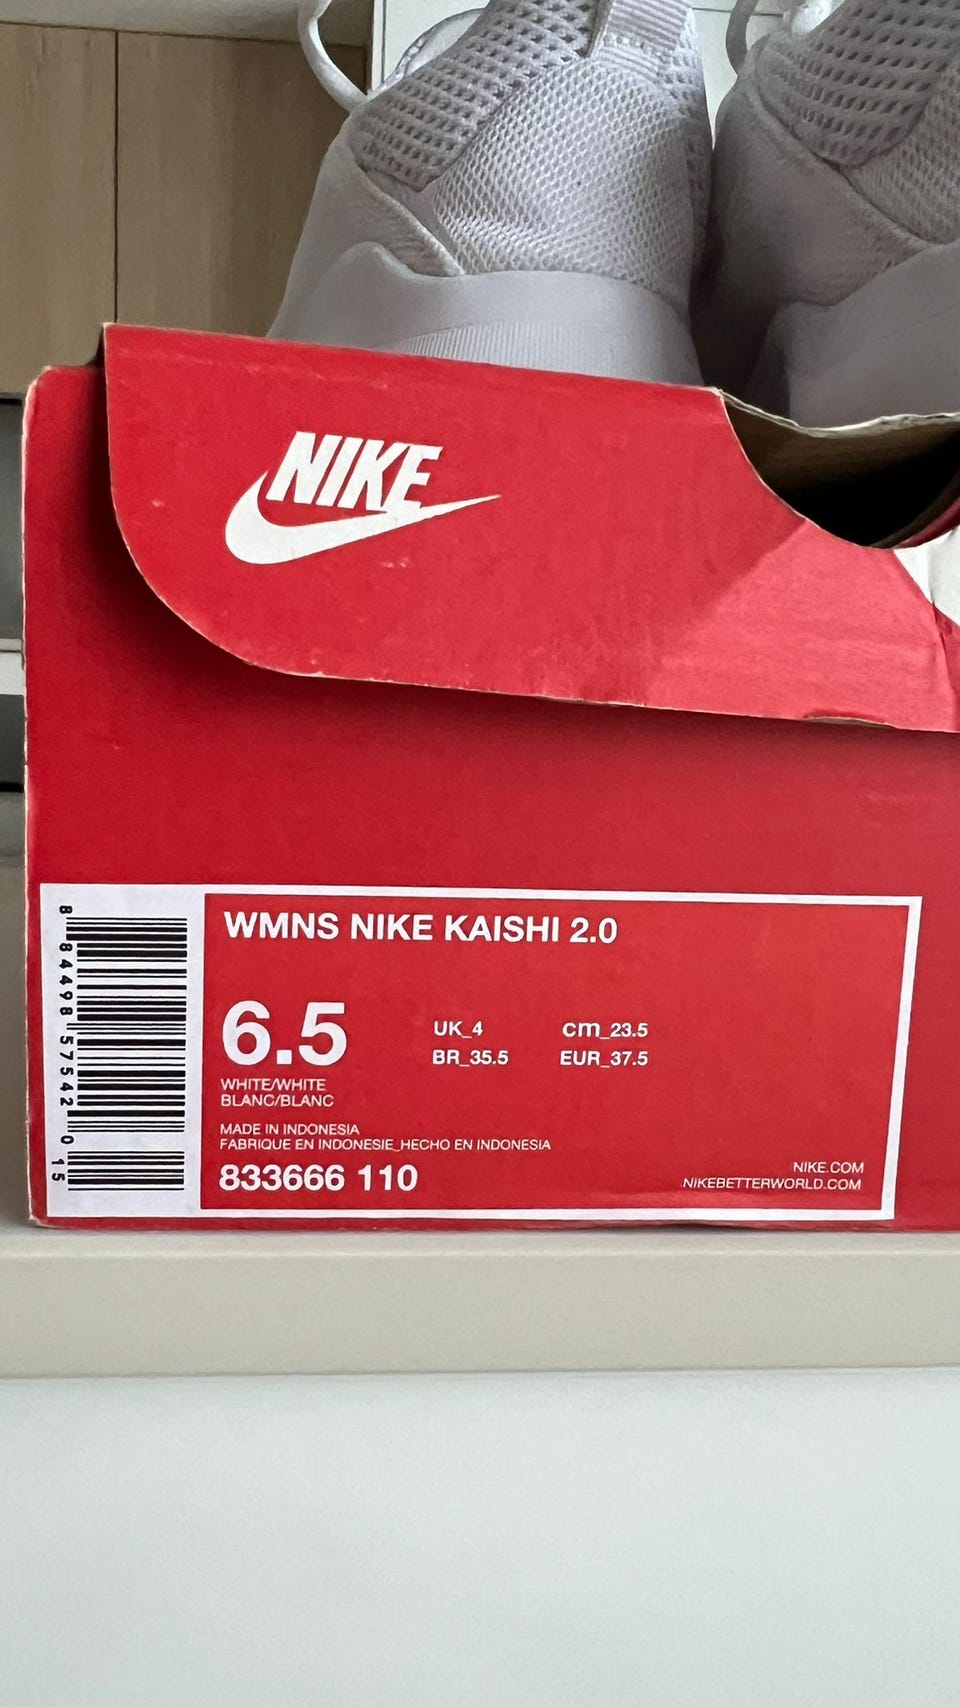 NIKE
WMNS NIKE KAISHI 2.0
6.5
UK_4 cm_23.5
BR_35.5 EUR_37.5
WHITE/WHITE
BLANC/BLANC
MADE IN INDONESIA
FABRIQUE EN INDONESIE_HECHO EN INDONESIA
833666 110
NIKE.COM
NIKEBETTERWORLD.COM
8 84498 57542 0 15